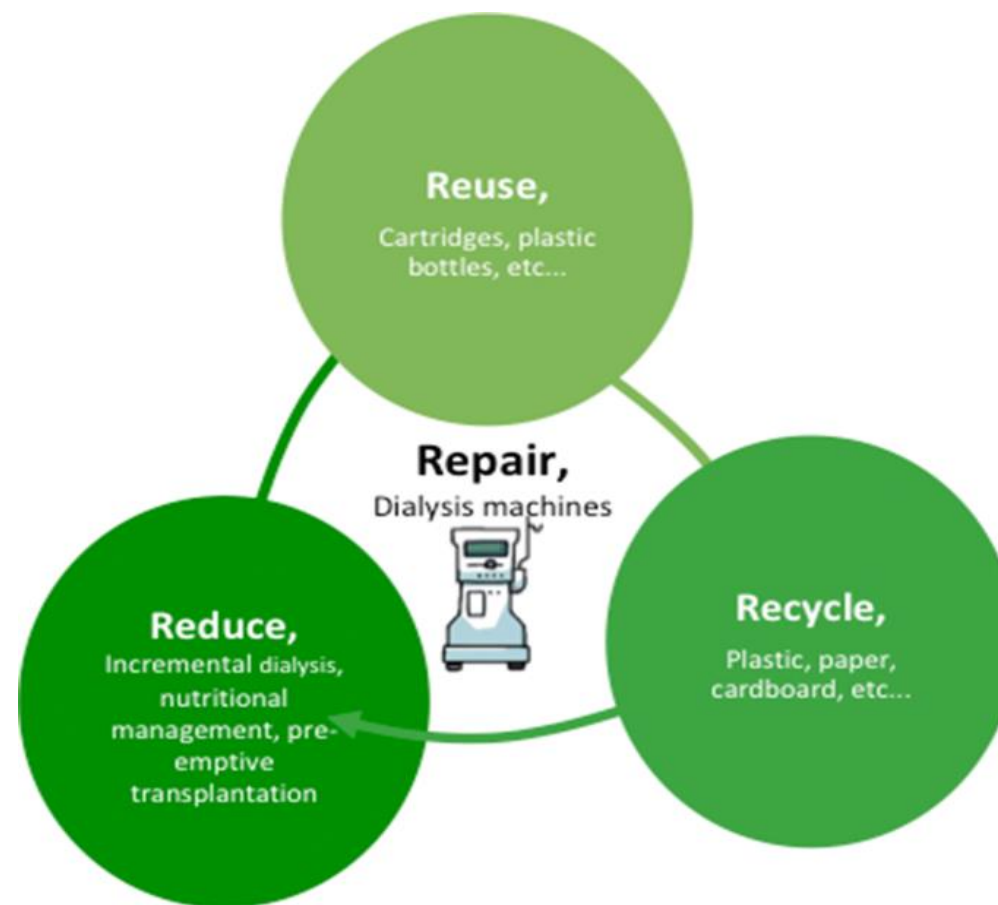 Reuse,
Cartridges, plastic
bottles, etc...
Repair,
Dialysis machines
Recycle,
Plastic, paper,
cardboard, etc...
Reduce,
Incremental dialysis,
nutritional
management, pre-
emptive
transplantation